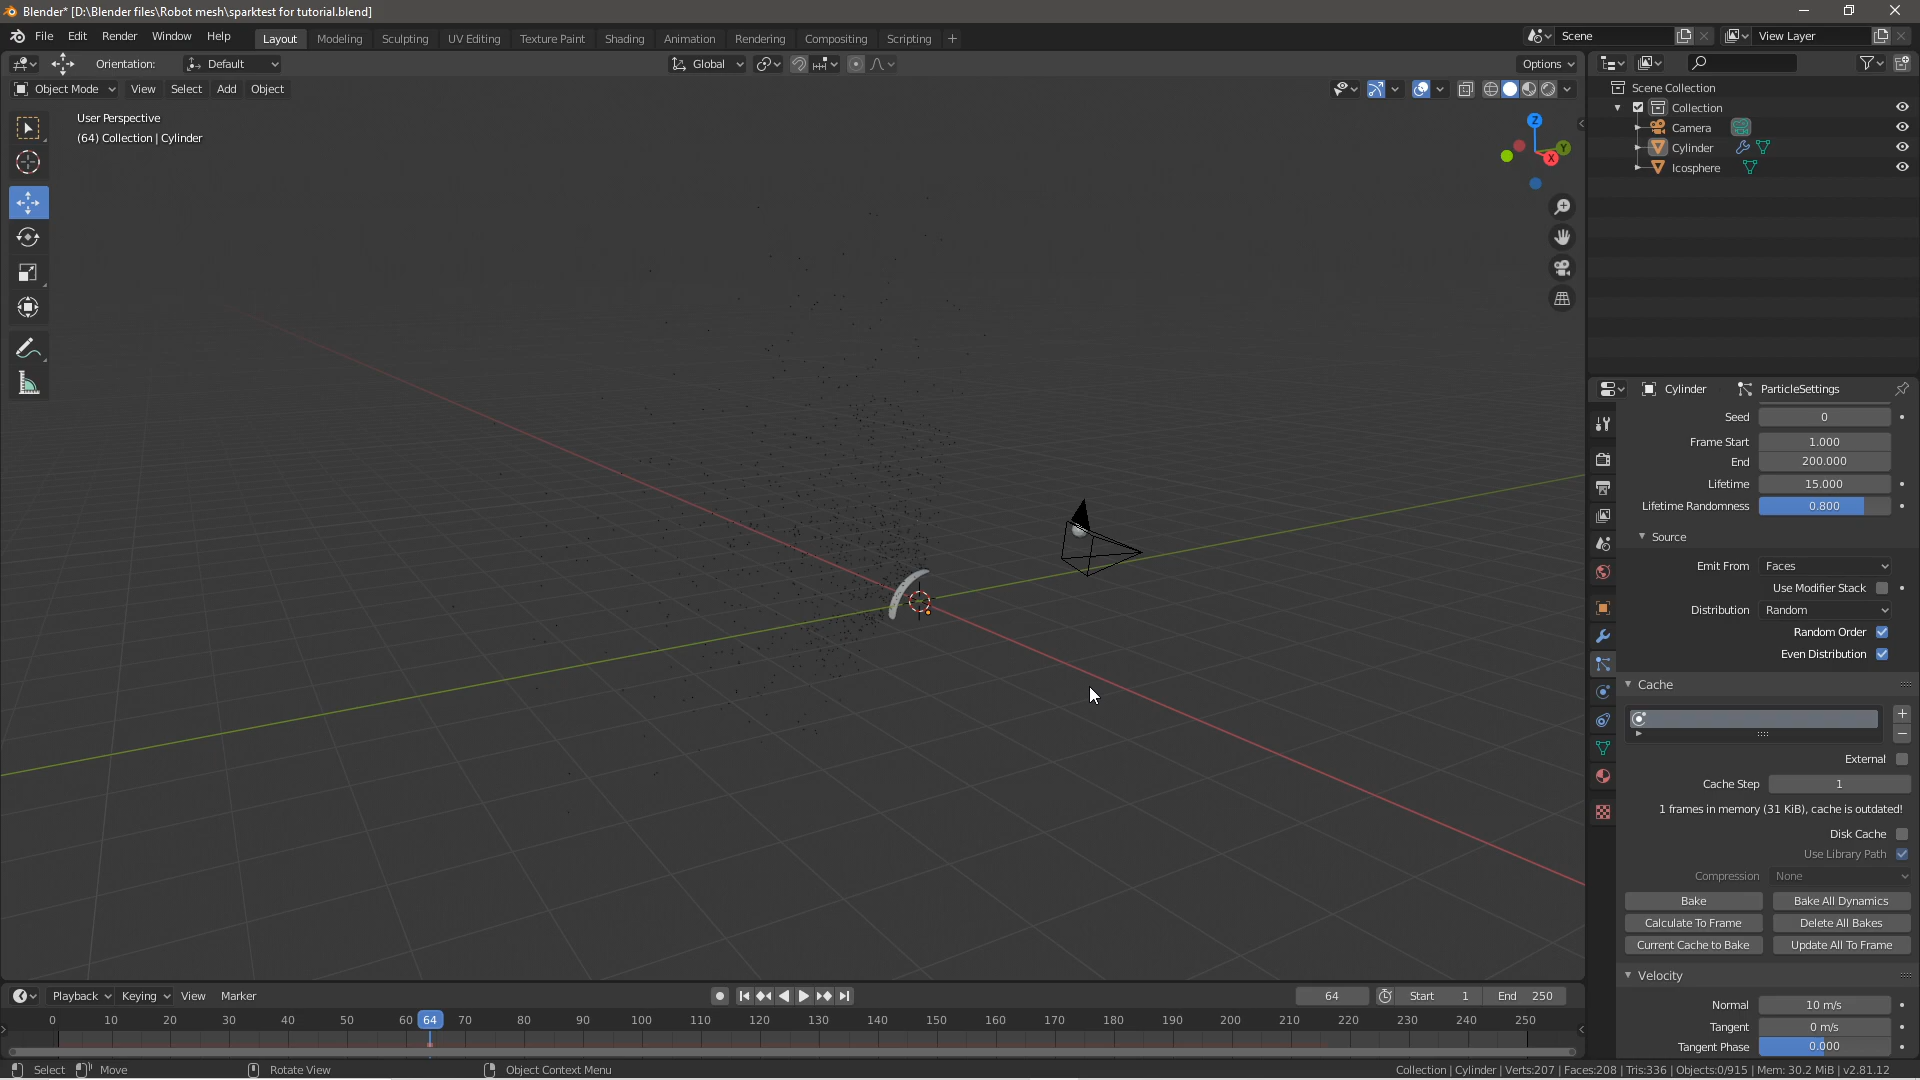 Blender* [D:\Blender files\Robot mesh\sparktest for tutorial.blend]
File Edit Render Window Help Layout Modeling Sculpting UV Editing Texture Paint Shading Animation Rendering Compositing Scripting + Scene View Layer
Orientation: Default Global Options
Object Mode View Select Add Object
User Perspective
(64) Collection | Cylinder
Z
Y
X
Scene Collection
Collection
Camera
Cylinder
Icosphere
Cylinder ParticleSettings
Seed 0
Frame Start 1.000
End 200.000
Lifetime 15.000
Lifetime Randomness 0.800
Source
Emit From Faces
Use Modifier Stack
Distribution Random
Random Order
Even Distribution
Cache
External
Cache Step 1
1 frames in memory (31 KiB), cache is outdated!
Disk Cache
Use Library Path
Compression None
Bake Bake All Dynamics
Calculate To Frame Delete All Bakes
Current Cache to Bake Update All To Frame
Velocity
Normal 10 m/s
Tangent 0 m/s
Tangent Phase 0.000
Playback Keying View Marker 64 Start 1 End 250
0 10 20 30 40 50 60 64 70 80 90 100 110 120 130 140 150 160 170 180 190 200 210 220 230 240 250
Select Move Rotate View Object Context Menu Collection | Cylinder | Verts:207 | Faces:208 | Tris:336 | Objects:0/915 | Mem: 30.2 MiB | v2.81.12